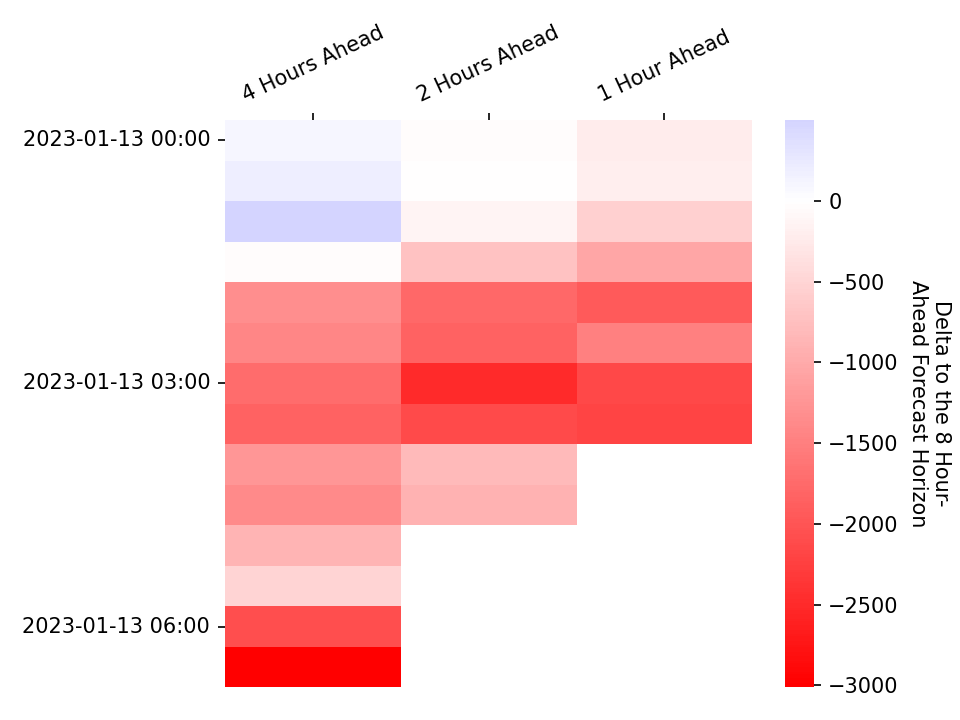 4 Hours Ahead
2 Hours Ahead
1 Hour Ahead
2023-01-13 00:00
2023-01-13 03:00
2023-01-13 06:00
0
−500
−1000
−1500
−2000
−2500
−3000
Delta to the 8 Hour-
Ahead Forecast Horizon